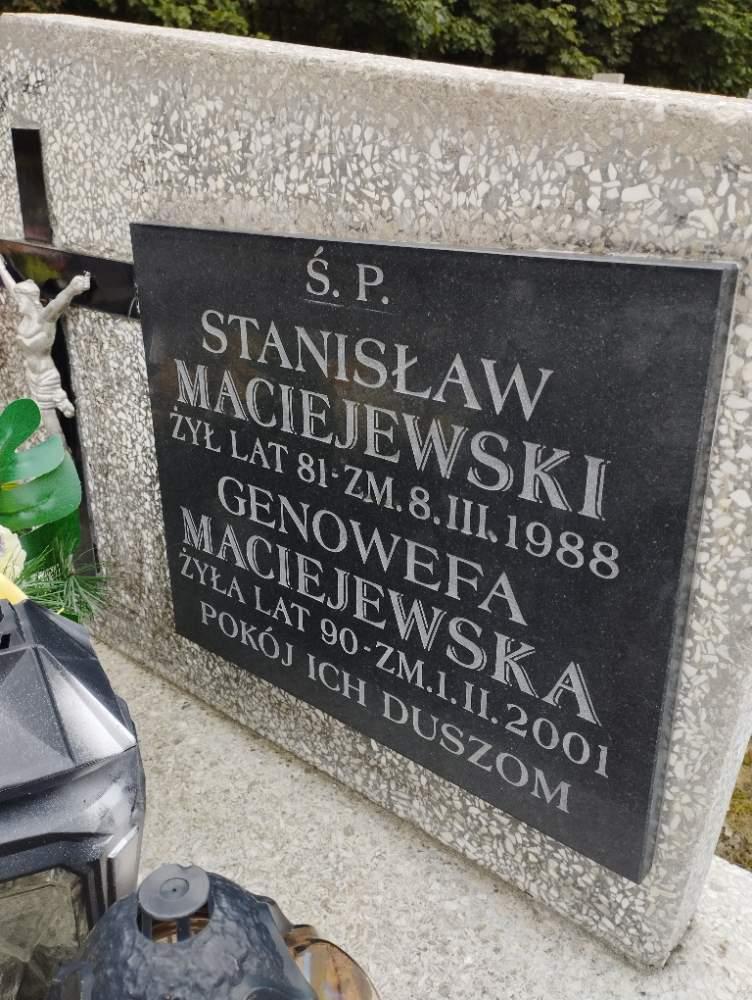 Ś. P.
STANISŁAW
MACIEJEWSKI
ŻYŁ LAT 81-ZM. 8. III. 1988
GENOWEFA
MACIEJEWSKA
ŻYŁA LAT 90-ZM. 1. II. 2001
POKÓJ ICH DUSZOM